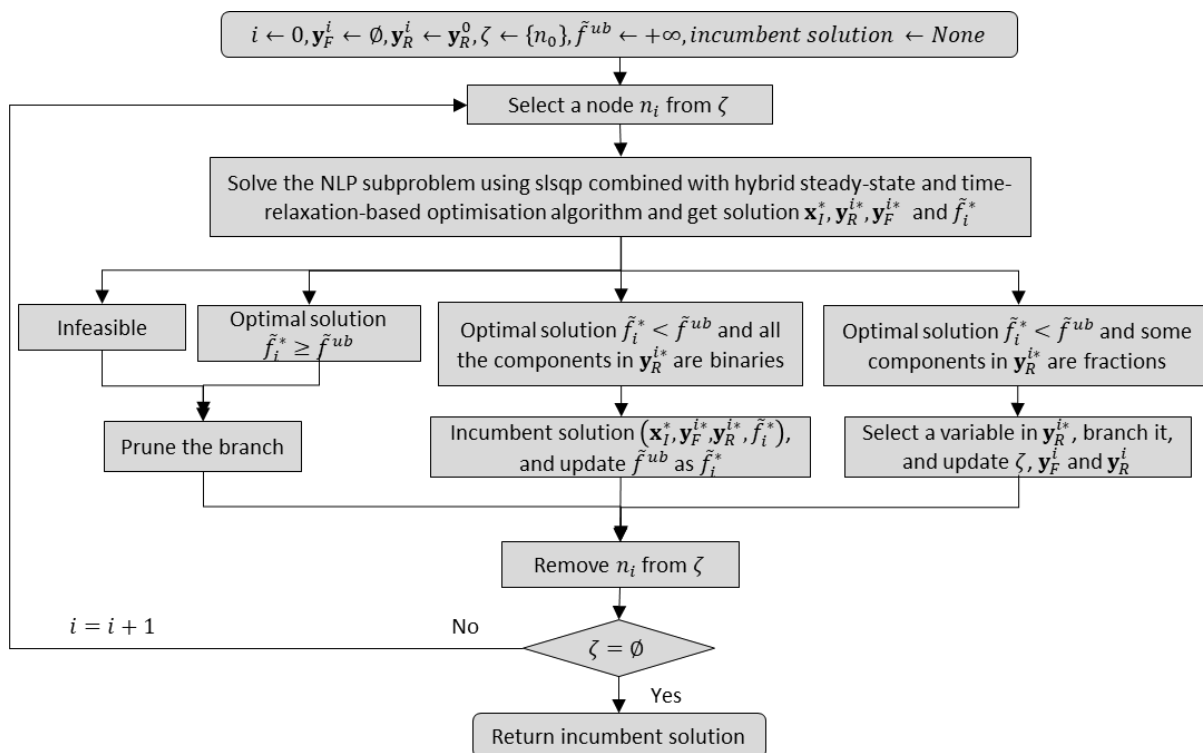 i ← 0, y_F^i ← ∅, y_R^i ← y_R^0, ζ ← {n_0}, f̃^ub ← +∞, incumbent solution ← None
Select a node n_i from ζ
Solve the NLP subproblem using slsqp combined with hybrid steady-state and time-
relaxation-based optimisation algorithm and get solution x_I^*, y_R^i*, y_F^i* and f̃_i^*
Infeasible
Optimal solution
f̃_i^* ≥ f̃^ub
Optimal solution f̃_i^* < f̃^ub and all
the components in y_R^i* are binaries
Optimal solution f̃_i^* < f̃^ub and some
components in y_R^i* are fractions
Prune the branch
Incumbent solution (x_I^*, y_F^i*, y_R^i*, f̃_i^*),
and update f̃^ub as f̃_i^*
Select a variable in y_R^i*, branch it,
and update ζ, y_F^i and y_R^i
Remove n_i from ζ
i = i + 1
No
ζ = ∅
Yes
Return incumbent solution